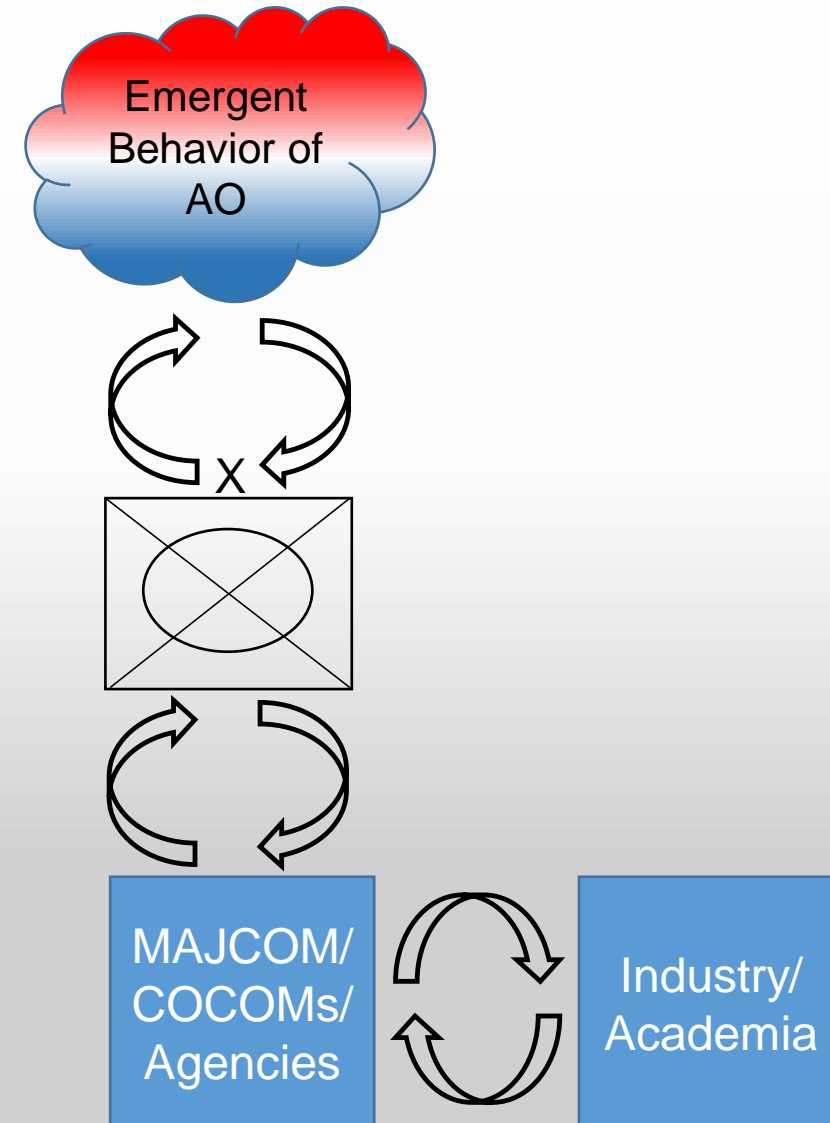 Emergent
Behavior of
AO
X
MAJCOM/
COCOMs/
Agencies
Industry/
Academia